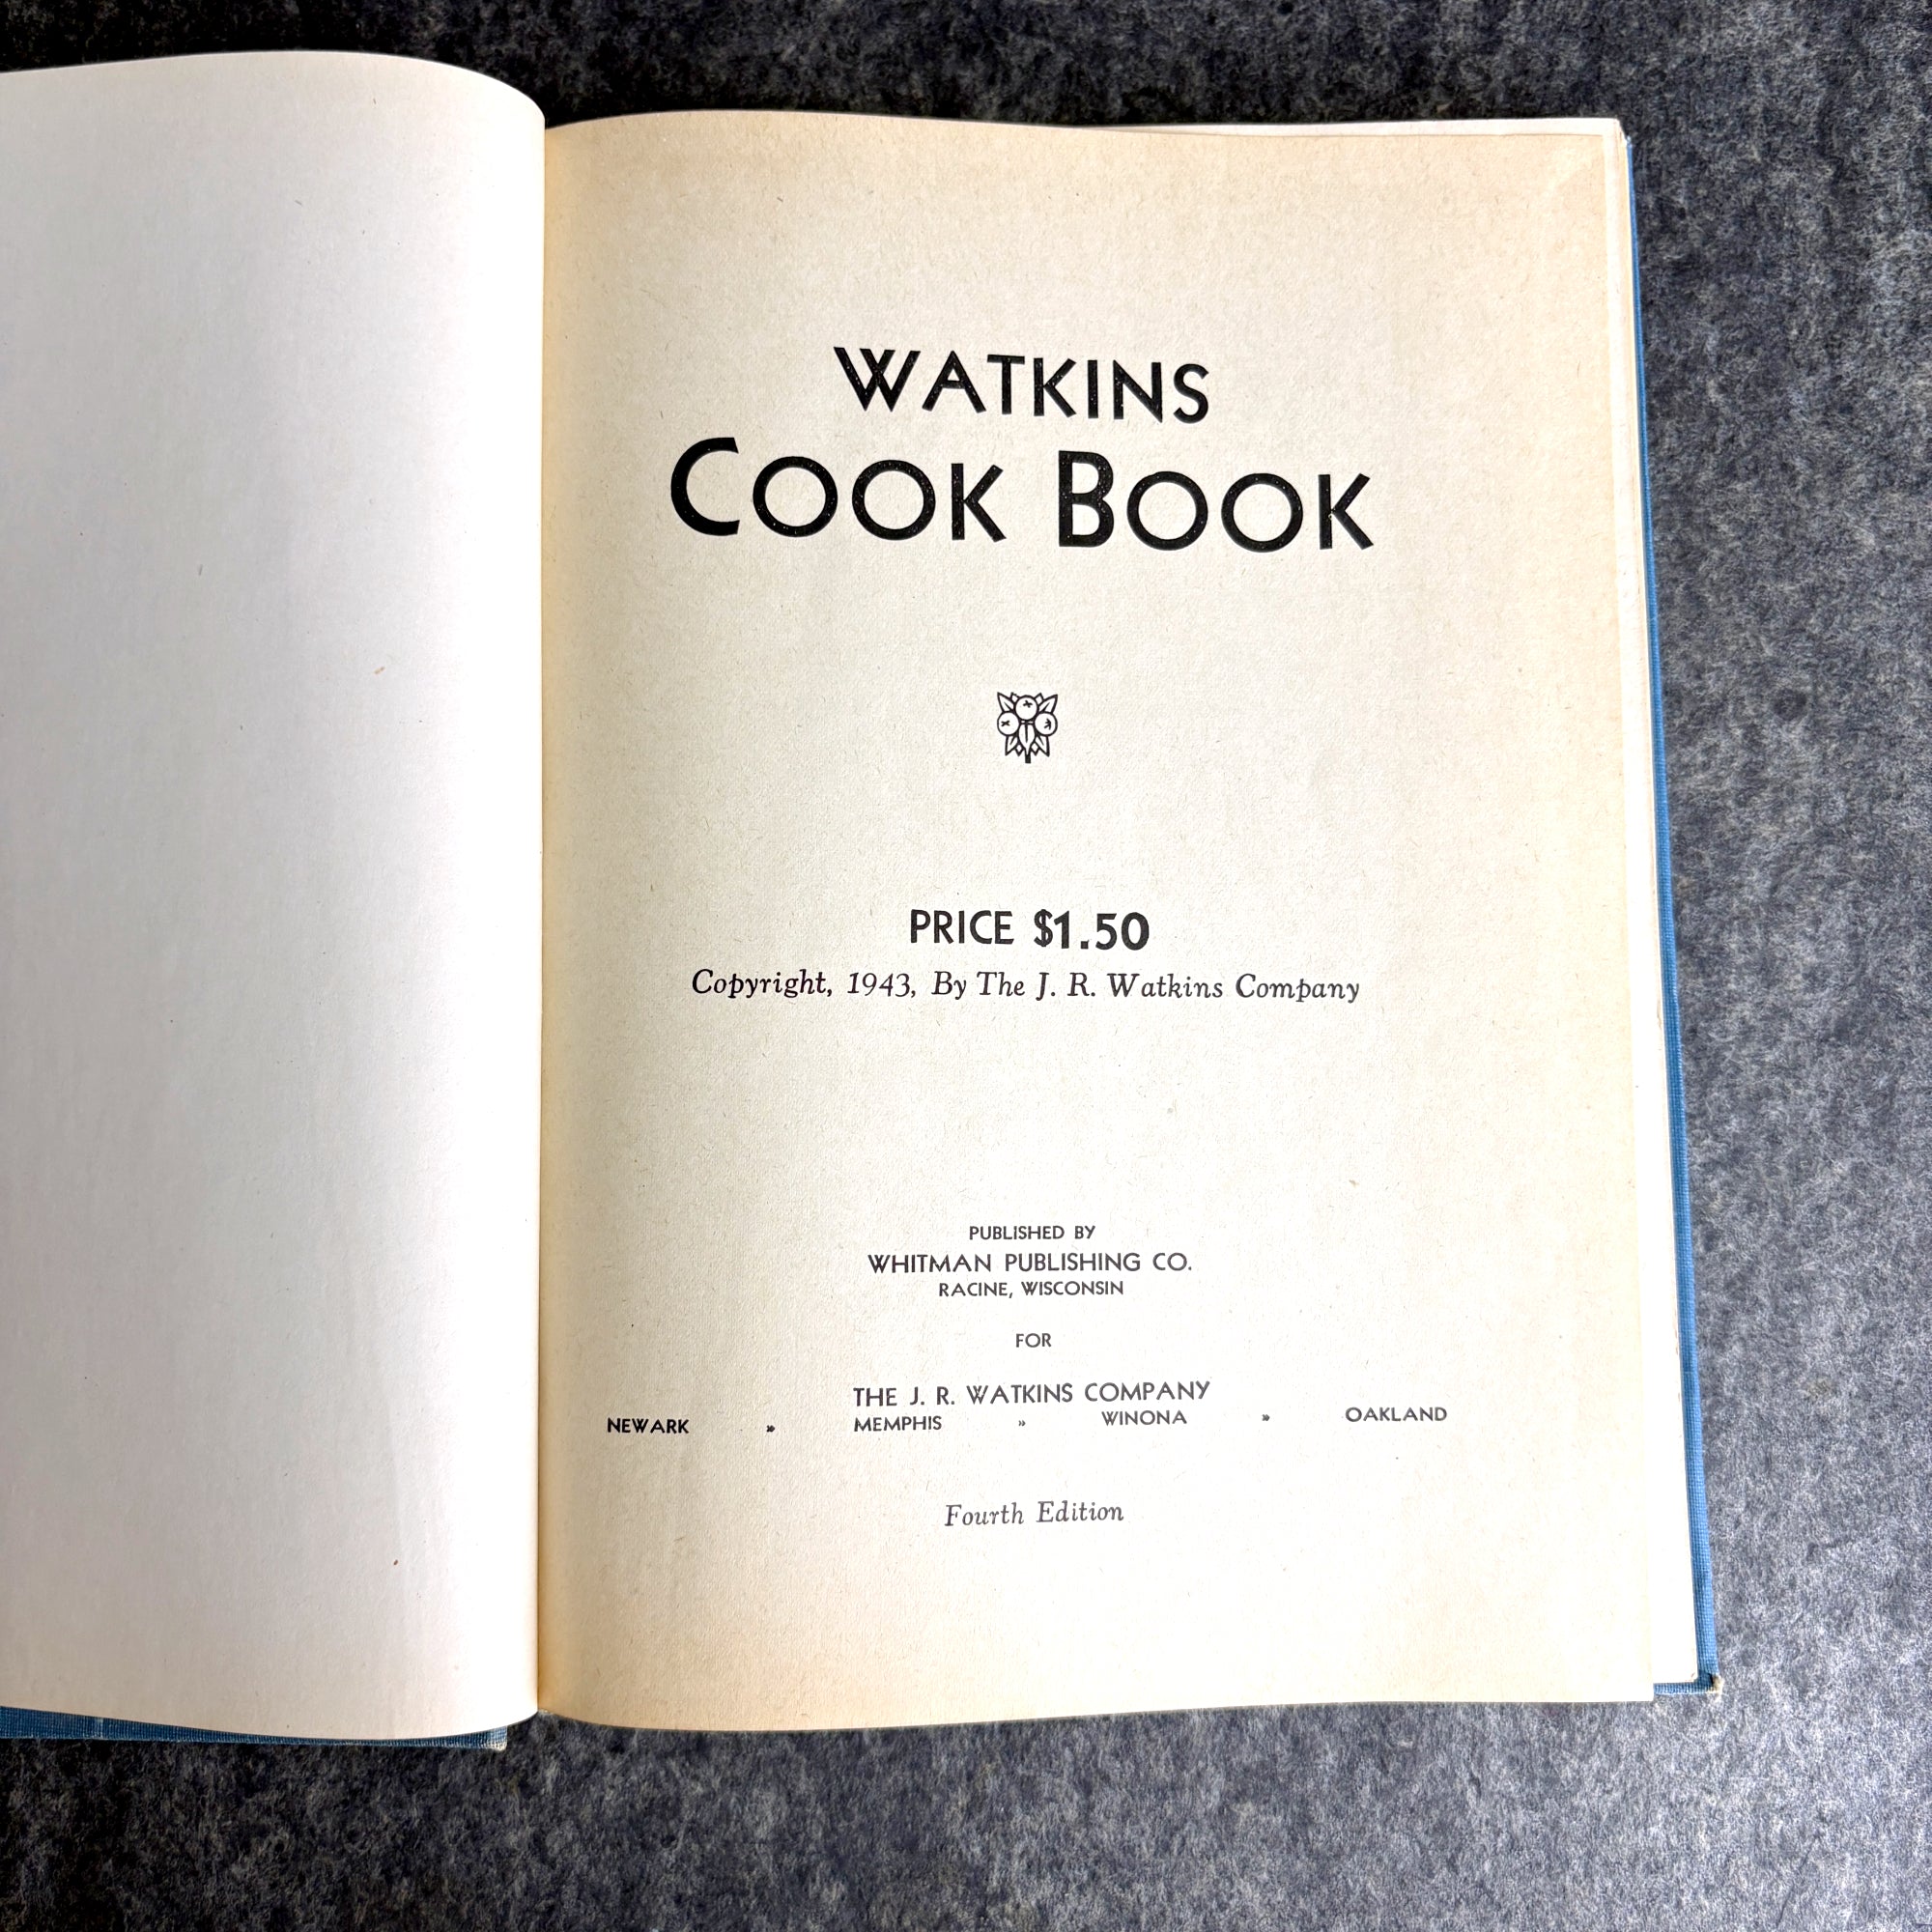 WATKINS
COOK BOOK
PRICE $1.50
Copyright, 1943, By The J. R. Watkins Company
PUBLISHED BY
WHITMAN PUBLISHING CO.
RACINE, WISCONSIN
FOR
THE J. R. WATKINS COMPANY
NEWARK » MEMPHIS » WINONA » OAKLAND
Fourth Edition